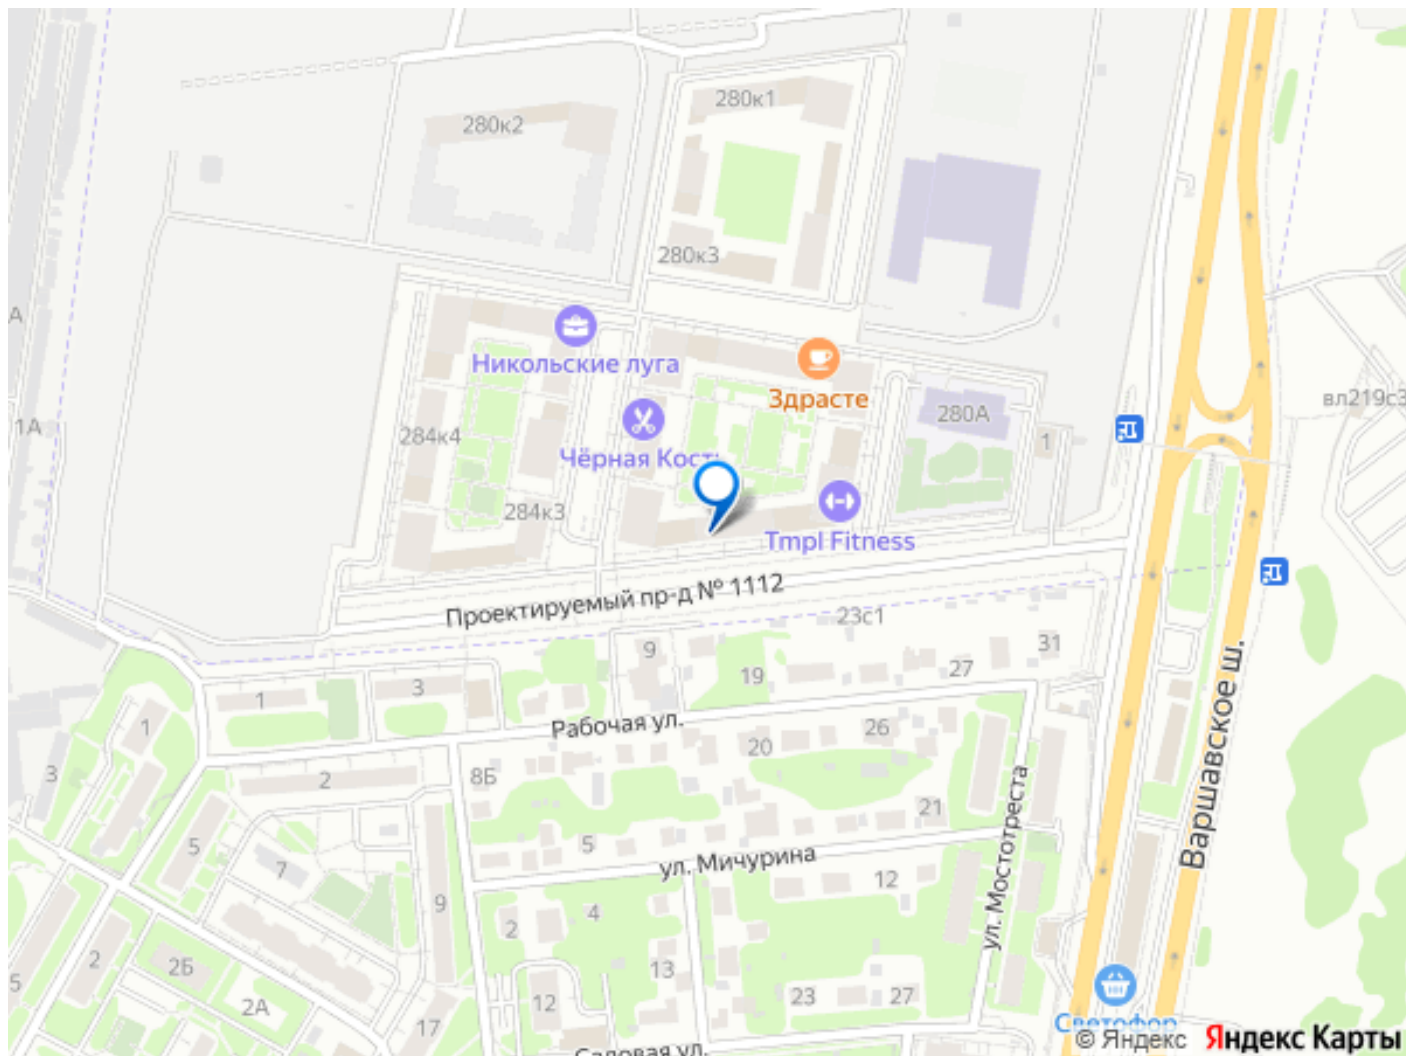 280к1
280к2
280к3
А
Никольские луга
Здрасте
вл219с3
280А
1А
284к4
1
Чёрная Кость
284к3
Tmpl Fitness
Проектируемый пр-д № 1112
23с1
9
31
19
27
1
3
Рабочая ул.
1
26
20
3
2
8Б
Варшавское ш.
21
5
5
ул. Мичурина
7
12
ул. Мостотреста
9
4
2
2
2Б
13
5
23
27
12
2А
17
Светофор
Садовая ул.
© Яндекс Яндекс Карты